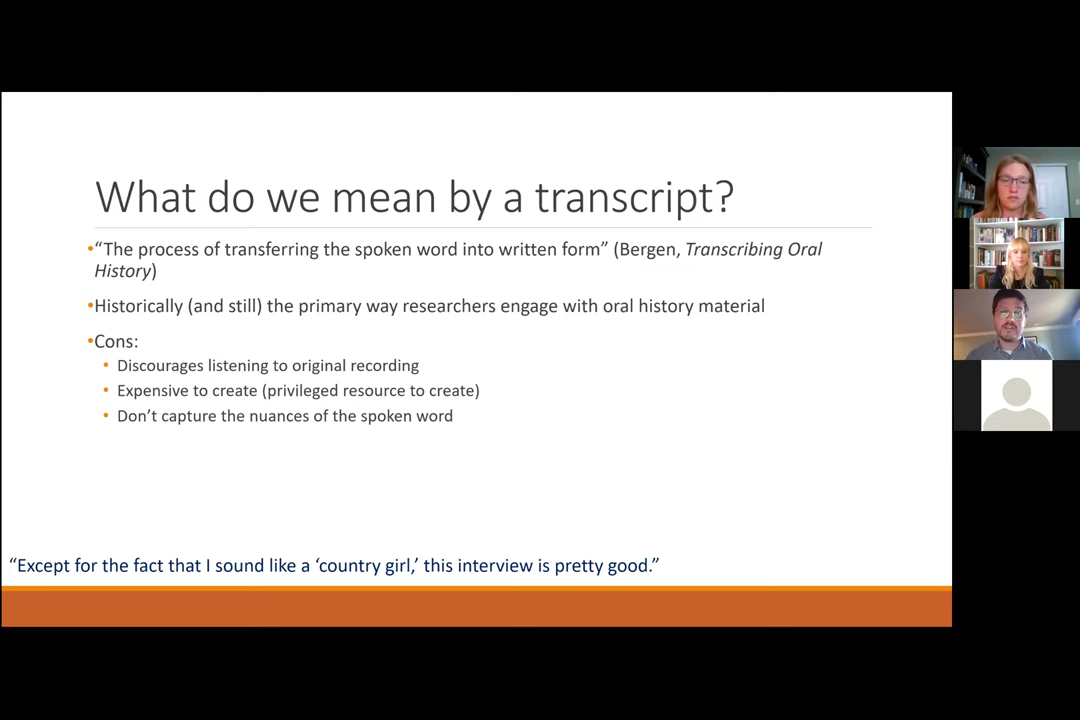 What do we mean by a transcript?
•“The process of transferring the spoken word into written form” (Bergen, Transcribing Oral
History)
•Historically (and still) the primary way researchers engage with oral history material
•Cons:
• Discourages listening to original recording
• Expensive to create (privileged resource to create)
• Don’t capture the nuances of the spoken word
“Except for the fact that I sound like a ‘country girl,’ this interview is pretty good.”